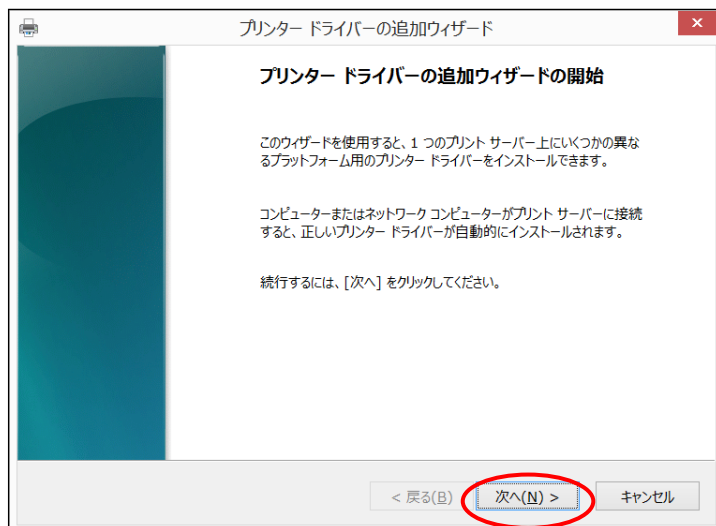 プリンター ドライバーの追加ウィザード
プリンター ドライバーの追加ウィザードの開始
このウィザードを使用すると、1 つのプリント サーバー上にいくつかの異な
るプラットフォーム用のプリンター ドライバーをインストールできます。
コンピューターまたはネットワーク コンピューターがプリント サーバーに接続
すると、正しいプリンター ドライバーが自動的にインストールされます。
続行するには、[次へ] をクリックしてください。
< 戻る(B)
次へ(N) >
キャンセル